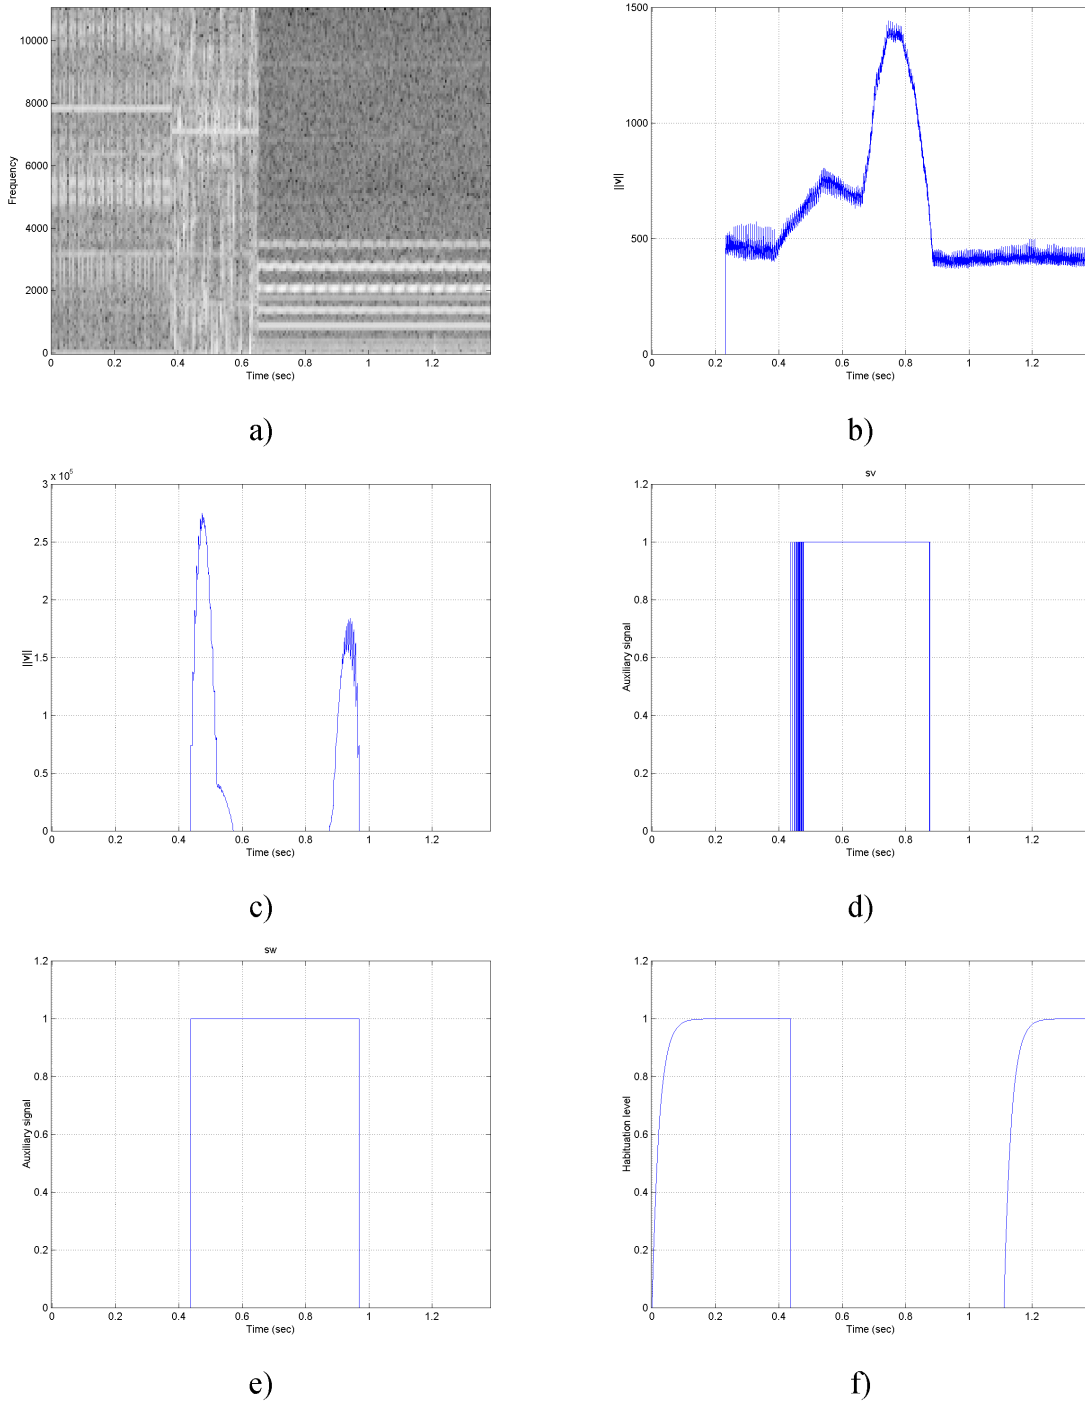 10000
8000
6000
4000
2000
0
Frequency
0 0.2 0.4 0.6 0.8 1 1.2
Time (sec)
a)
1500
1000
500
0
||v||
0 0.2 0.4 0.6 0.8 1 1.2
Time (sec)
b)
x 10^5
3
2.5
2
1.5
1
0.5
0
||v||
0 0.2 0.4 0.6 0.8 1 1.2
Time (sec)
c)
sv
1.2
1
0.8
0.6
0.4
0.2
0
Auxiliary signal
0 0.2 0.4 0.6 0.8 1 1.2
Time (sec)
d)
sw
1.2
1
0.8
0.6
0.4
0.2
0
Auxiliary signal
0 0.2 0.4 0.6 0.8 1 1.2
Time (sec)
e)
1.2
1
0.8
0.6
0.4
0.2
0
Habituation level
0 0.2 0.4 0.6 0.8 1 1.2
Time (sec)
f)